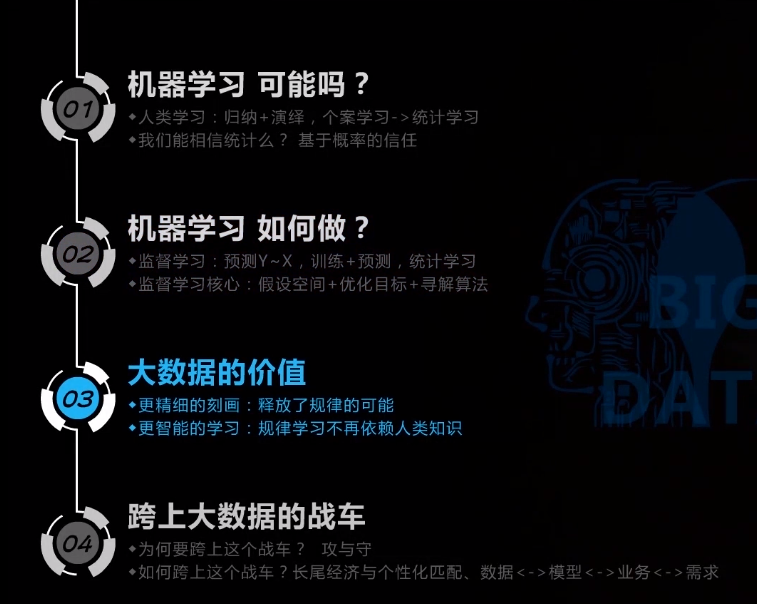 01
机器学习 可能吗？
◆人类学习：归纳+演绎，个案学习->统计学习
◆我们能相信统计么？ 基于概率的信任
02
机器学习 如何做？
◆监督学习：预测Y~X，训练+预测，统计学习
◆监督学习核心：假设空间+优化目标+寻解算法
BIG
03
大数据的价值
◆更精细的刻画：释放了规律的可能
◆更智能的学习：规律学习不再依赖人类知识
DAT
04
跨上大数据的战车
◆为何要跨上这个战车？ 攻与守
◆如何跨上这个战车？长尾经济与个性化匹配、数据<->模型<->业务<->需求